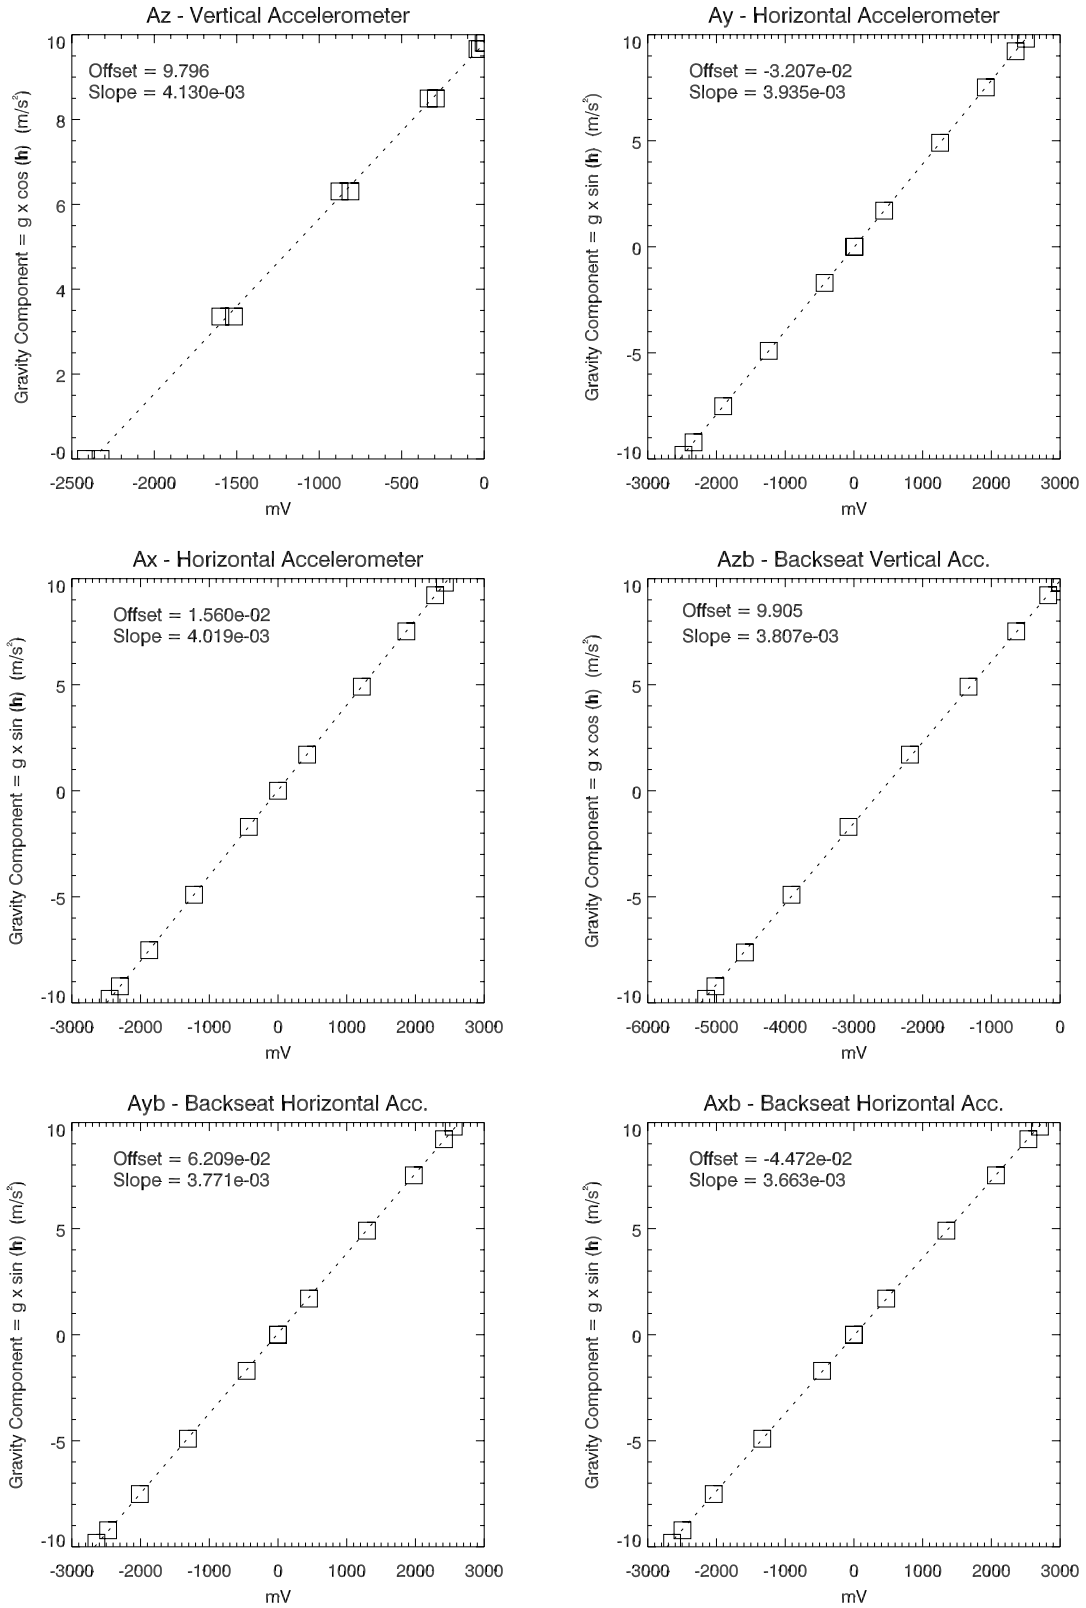 Az - Vertical Accelerometer
Offset = 9.796
Slope = 4.130e-03
Gravity Component = g x cos (h) (m/s²)
10
8
6
4
2
-0
-2500 -2000 -1500 -1000 -500 0
mV
Ay - Horizontal Accelerometer
Offset = -3.207e-02
Slope = 3.935e-03
Gravity Component = g x sin (h) (m/s²)
10
5
0
-5
-10
-3000 -2000 -1000 0 1000 2000 3000
mV
Ax - Horizontal Accelerometer
Offset = 1.560e-02
Slope = 4.019e-03
Gravity Component = g x sin (h) (m/s²)
10
5
0
-5
-10
-3000 -2000 -1000 0 1000 2000 3000
mV
Azb - Backseat Vertical Acc.
Offset = 9.905
Slope = 3.807e-03
Gravity Component = g x cos (h) (m/s²)
10
5
0
-5
-10
-6000 -5000 -4000 -3000 -2000 -1000 0
mV
Ayb - Backseat Horizontal Acc.
Offset = 6.209e-02
Slope = 3.771e-03
Gravity Component = g x sin (h) (m/s²)
10
5
0
-5
-10
-3000 -2000 -1000 0 1000 2000 3000
mV
Axb - Backseat Horizontal Acc.
Offset = -4.472e-02
Slope = 3.663e-03
Gravity Component = g x sin (h) (m/s²)
10
5
0
-5
-10
-3000 -2000 -1000 0 1000 2000 3000
mV